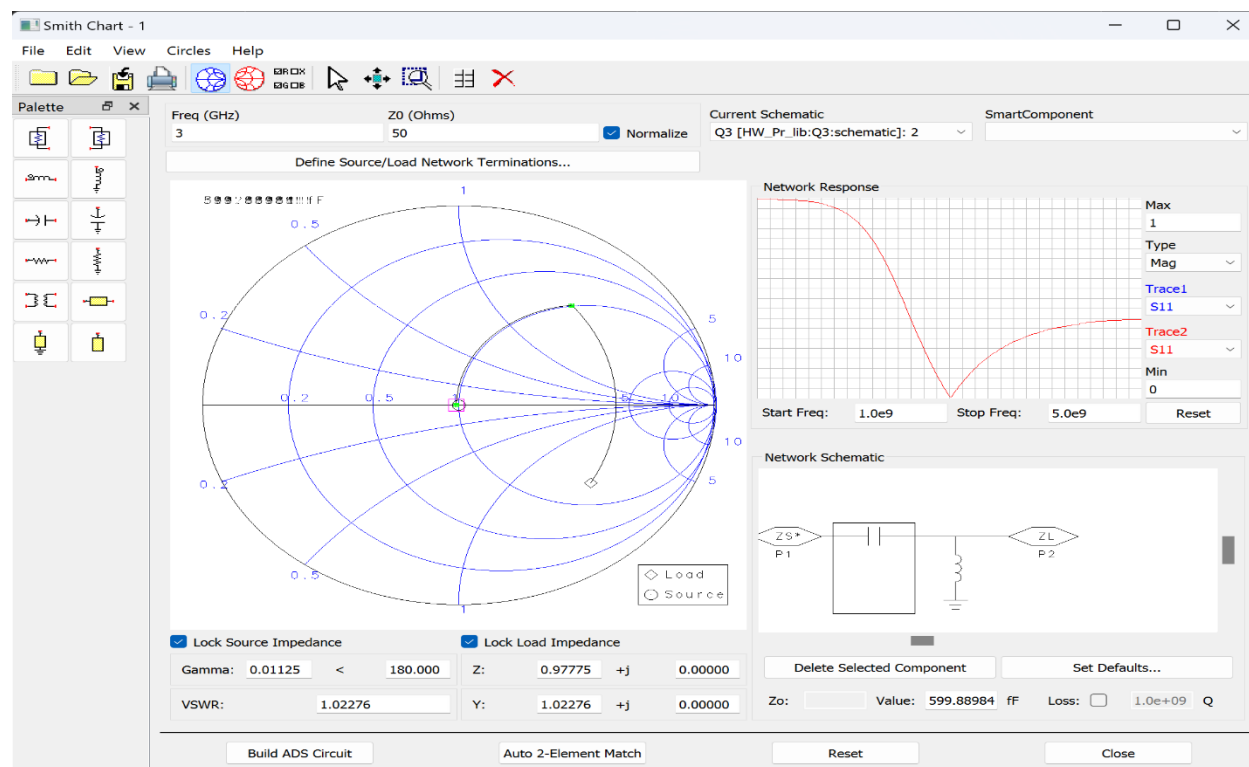 Smith Chart - 1
File Edit View Circles Help
Palette
Freq (GHz) Z0 (Ohms)
3 50 Normalize
Current Schematic SmartComponent
Q3 [HW_Pr_lib:Q3:schematic]: 2
Define Source/Load Network Terminations...
1
0.5
0.2 5
10
0.2 0.5 1 5 10
10
0.2 5
0.5
1
Load
Source
Network Response
Max
1
Type
Mag
Trace1
S11
Trace2
S11
Min
0
Start Freq: 1.0e9 Stop Freq: 5.0e9 Reset
Network Schematic
ZS* ZL
P1 P2
Lock Source Impedance Lock Load Impedance
Gamma: 0.01125 < 180.000 Z: 0.97775 +j 0.00000
VSWR: 1.02276 Y: 1.02276 +j 0.00000
Delete Selected Component Set Defaults...
Zo: Value: 599.88984 fF Loss: 1.0e+09 Q
Build ADS Circuit Auto 2-Element Match Reset Close